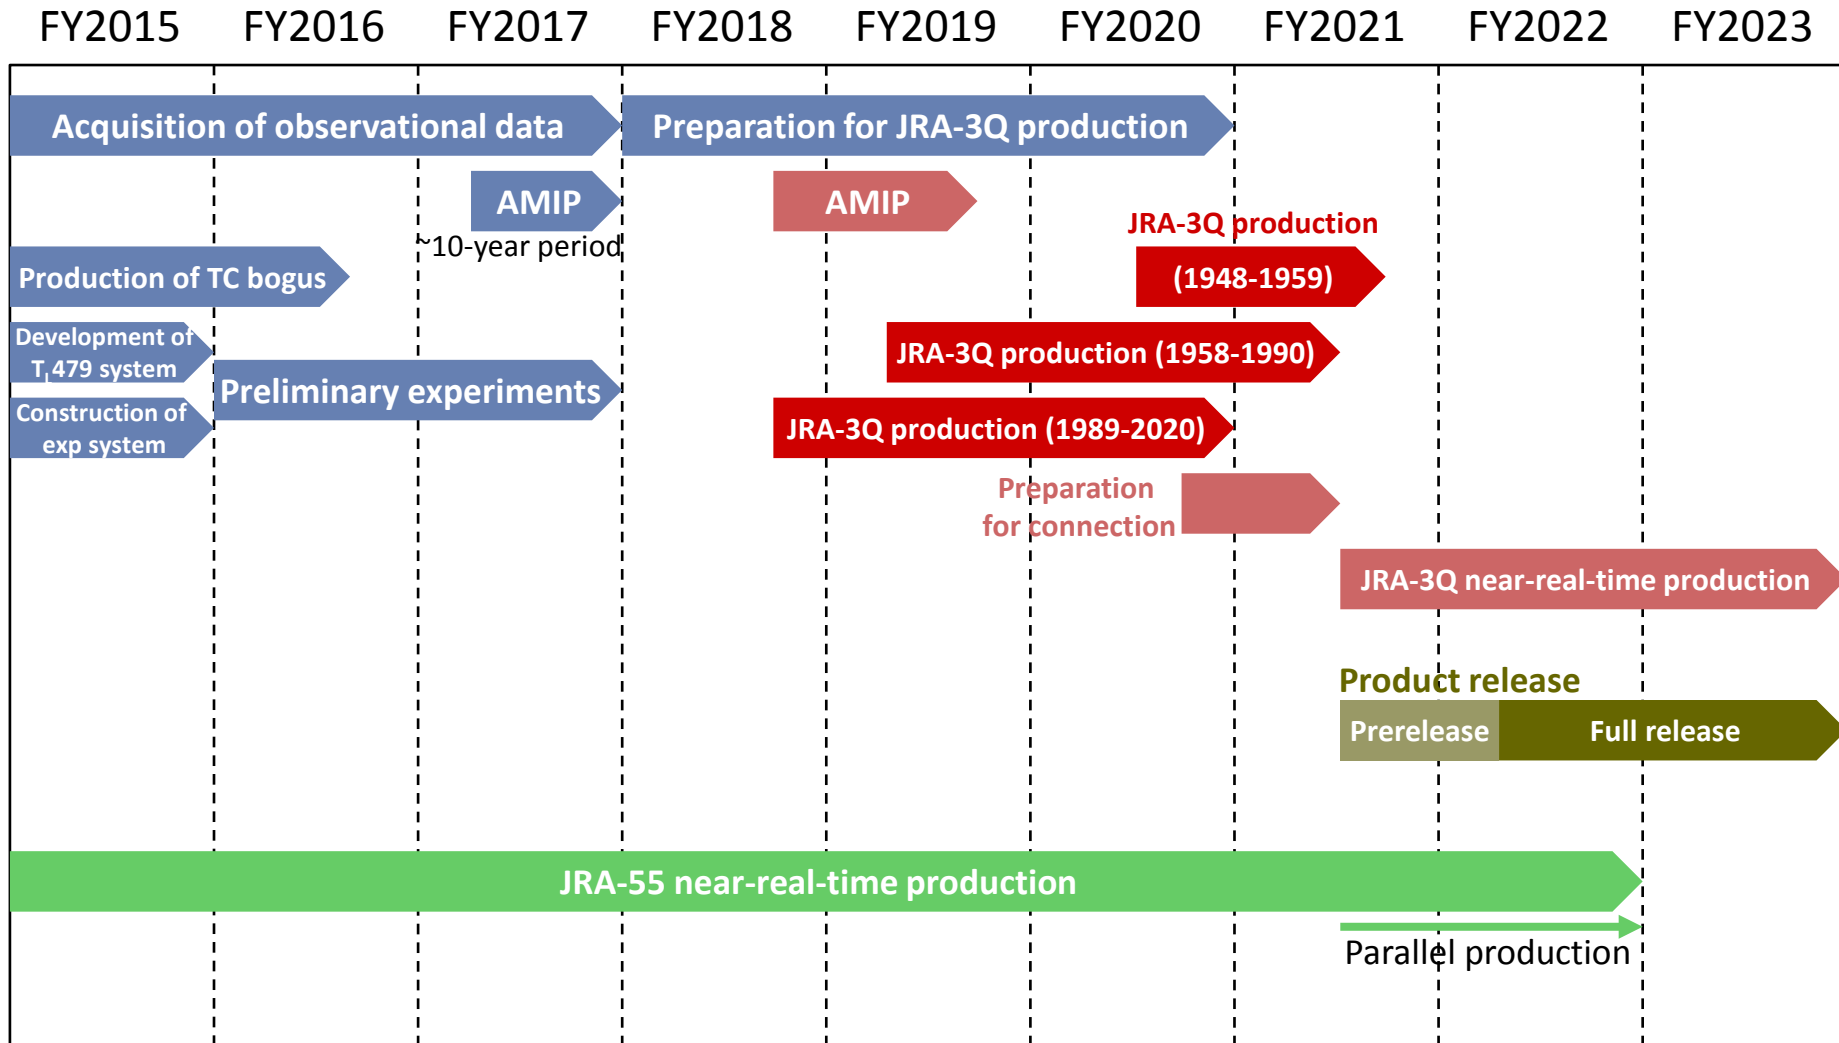 FY2015 FY2016 FY2017 FY2018 FY2019 FY2020 FY2021 FY2022 FY2023
Acquisition of observational data
Preparation for JRA-3Q production
AMIP
~10-year period
AMIP
JRA-3Q production
(1948-1959)
Production of TC bogus
Development of
TL479 system
JRA-3Q production (1958-1990)
Preliminary experiments
Construction of
exp system
JRA-3Q production (1989-2020)
Preparation
for connection
JRA-3Q near-real-time production
Product release
Prerelease
Full release
JRA-55 near-real-time production
Parallel production